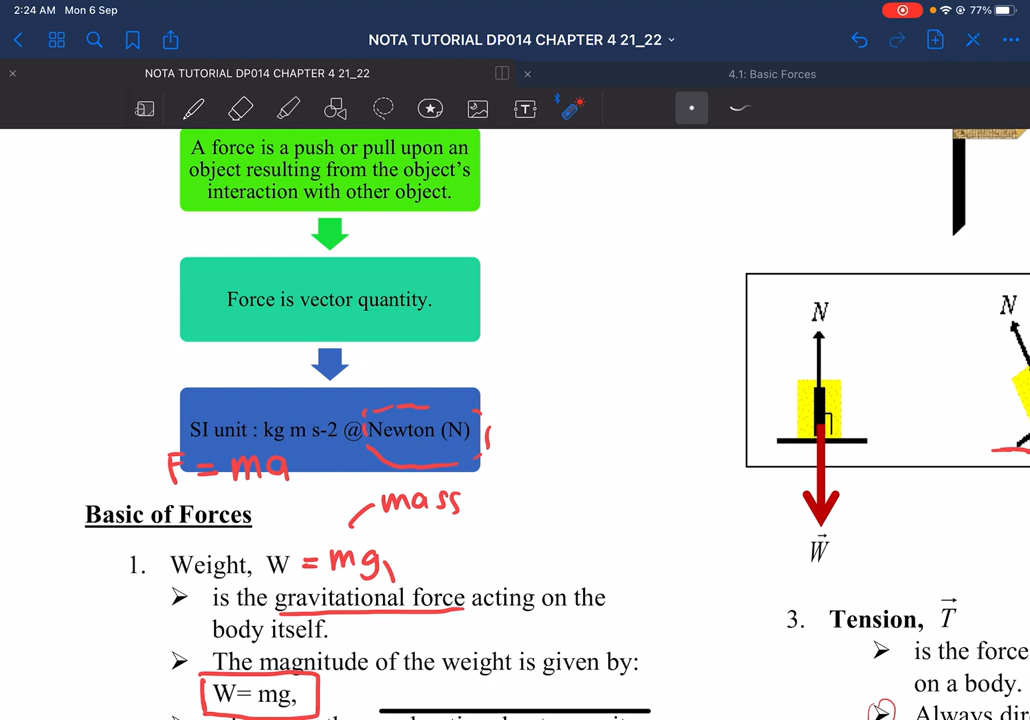 2:24 AM Mon 6 Sep
77%
NOTA TUTORIAL DP014 CHAPTER 4 21_22
NOTA TUTORIAL DP014 CHAPTER 4 21_22
4.1: Basic Forces
A force is a push or pull upon an
object resulting from the object's
interaction with other object.
Force is vector quantity.
SI unit : kg m s-2 @ Newton (N)
F = ma
mass
Basic of Forces
1. Weight, W = mg
➢ is the gravitational force acting on the
body itself.
➢ The magnitude of the weight is given by:
W= mg,
N
N
W
3. Tension, T
➢ is the force
on a body.
➢ Always dir